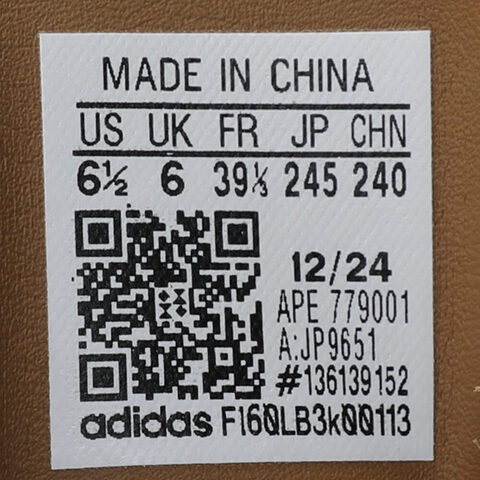 MADE IN CHINA
US UK FR JP CHN
6½ 6 39⅓ 245 240
12/24
APE 779001
A:JP9651
#136139152
adidas F160LB3k00113